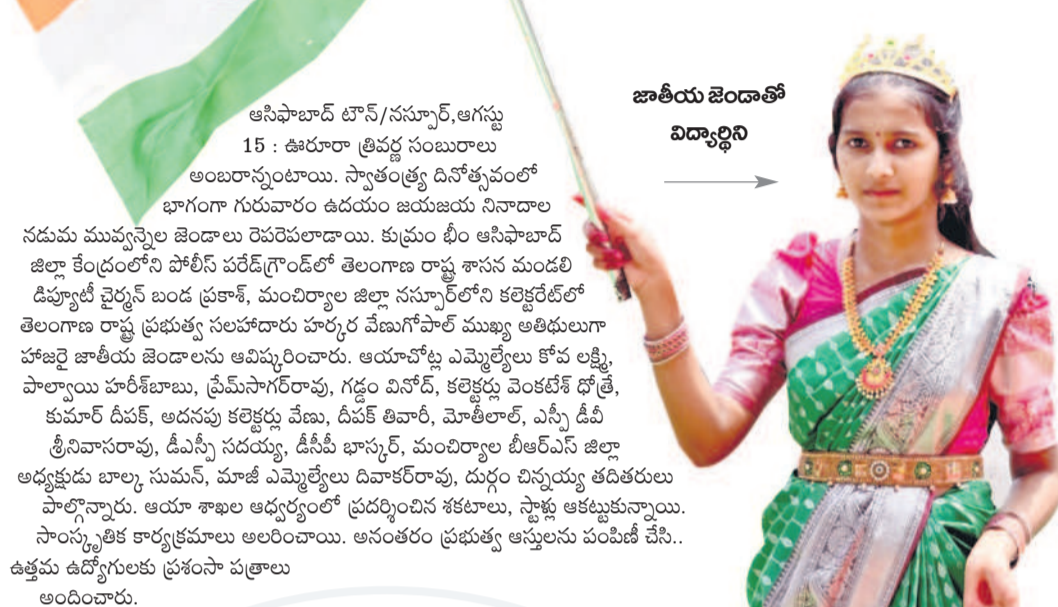 ఆసిఫాబాద్ టౌన్/నస్పూర్,ఆగస్టు
15 : ఊరూరా త్రివర్ణ సంబురాలు
అంబరాన్నంటాయి. స్వాతంత్ర్య దినోత్సవంలో
భాగంగా గురువారం ఉదయం జయజయ నినాదాల
నడుమ మువ్వన్నెల జెండాలు రెపరెపలాడాయి. కుమ్రం భీం ఆసిఫాబాద్
జిల్లా కేంద్రంలోని పోలీస్ పరేడ్‌గ్రౌండ్‌లో తెలంగాణ రాష్ట్ర శాసన మండలి
డిప్యూటీ చైర్మన్ బండ ప్రకాశ్, మంచిర్యాల జిల్లా నస్పూర్‌లోని కలెక్టరేట్‌లో
తెలంగాణ రాష్ట్ర ప్రభుత్వ సలహాదారు హర్కర వేణుగోపాల్ ముఖ్య అతిథులుగా
హాజరై జాతీయ జెండాలను ఆవిష్కరించారు. ఆయాచోట్ల ఎమ్మెల్యేలు కోవ లక్ష్మి,
పాల్వాయి హరీశ్‌బాబు, ప్రేమ్‌సాగర్‌రావు, గడ్డం వినోద్, కలెక్టర్లు వెంకటేశ్ ధోత్రే,
కుమార్ దీపక్, అదనపు కలెక్టర్లు వేణు, దీపక్ తివారీ, మోతీలాల్, ఎస్పీ డీవీ
శ్రీనివాసరావు, డీఎస్పీ సదయ్య, డీసీపీ భాస్కర్, మంచిర్యాల బీఆర్ఎస్ జిల్లా
అధ్యక్షుడు బాల్క సుమన్, మాజీ ఎమ్మెల్యేలు దివాకర్‌రావు, దుర్గం చిన్నయ్య తదితరులు
పాల్గొన్నారు. ఆయా శాఖల ఆధ్వర్యంలో ప్రదర్శించిన శకటాలు, స్టాళ్లు ఆకట్టుకున్నాయి.
సాంస్కృతిక కార్యక్రమాలు అలరించాయి. అనంతరం ప్రభుత్వ ఆస్తులను పంపిణీ చేసి..
ఉత్తమ ఉద్యోగులకు ప్రశంసా పత్రాలు
అందించారు.
జాతీయ జెండాతో
విద్యార్థిని